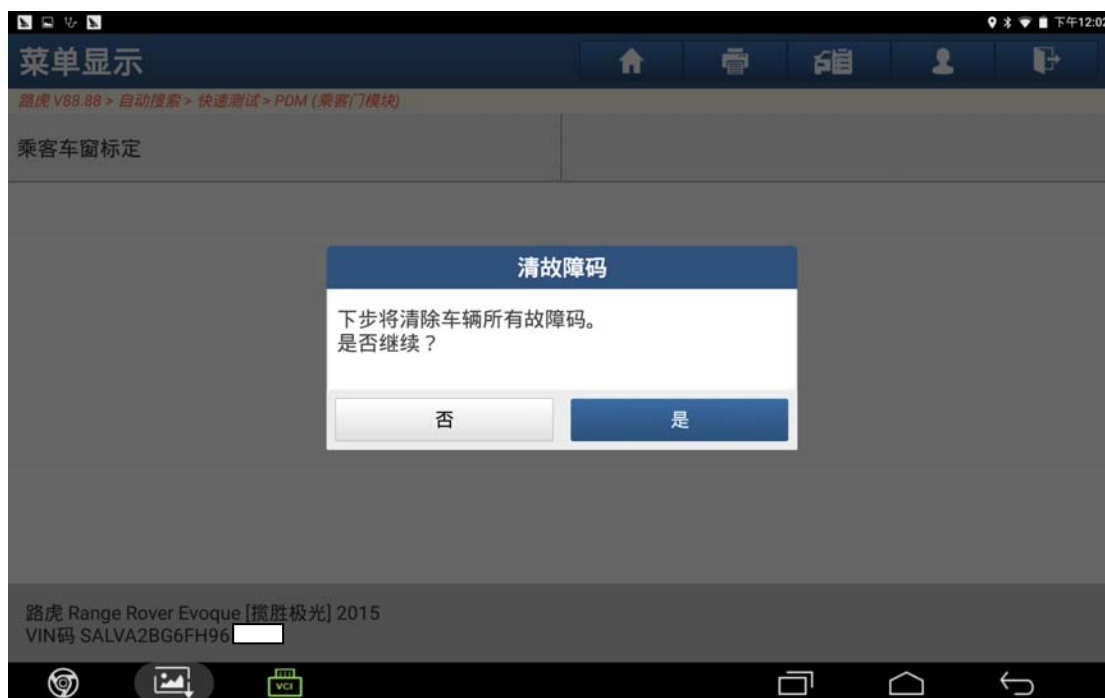 下午12:02
菜单显示
路虎 V88.88 > 自动搜索 > 快速测试 > PDM (乘客门模块)
乘客车窗标定
清故障码
下步将清除车辆所有故障码。
是否继续？
否
是
路虎 Range Rover Evoque [揽胜极光] 2015
VIN码 SALVA2BG6FH96
VCI